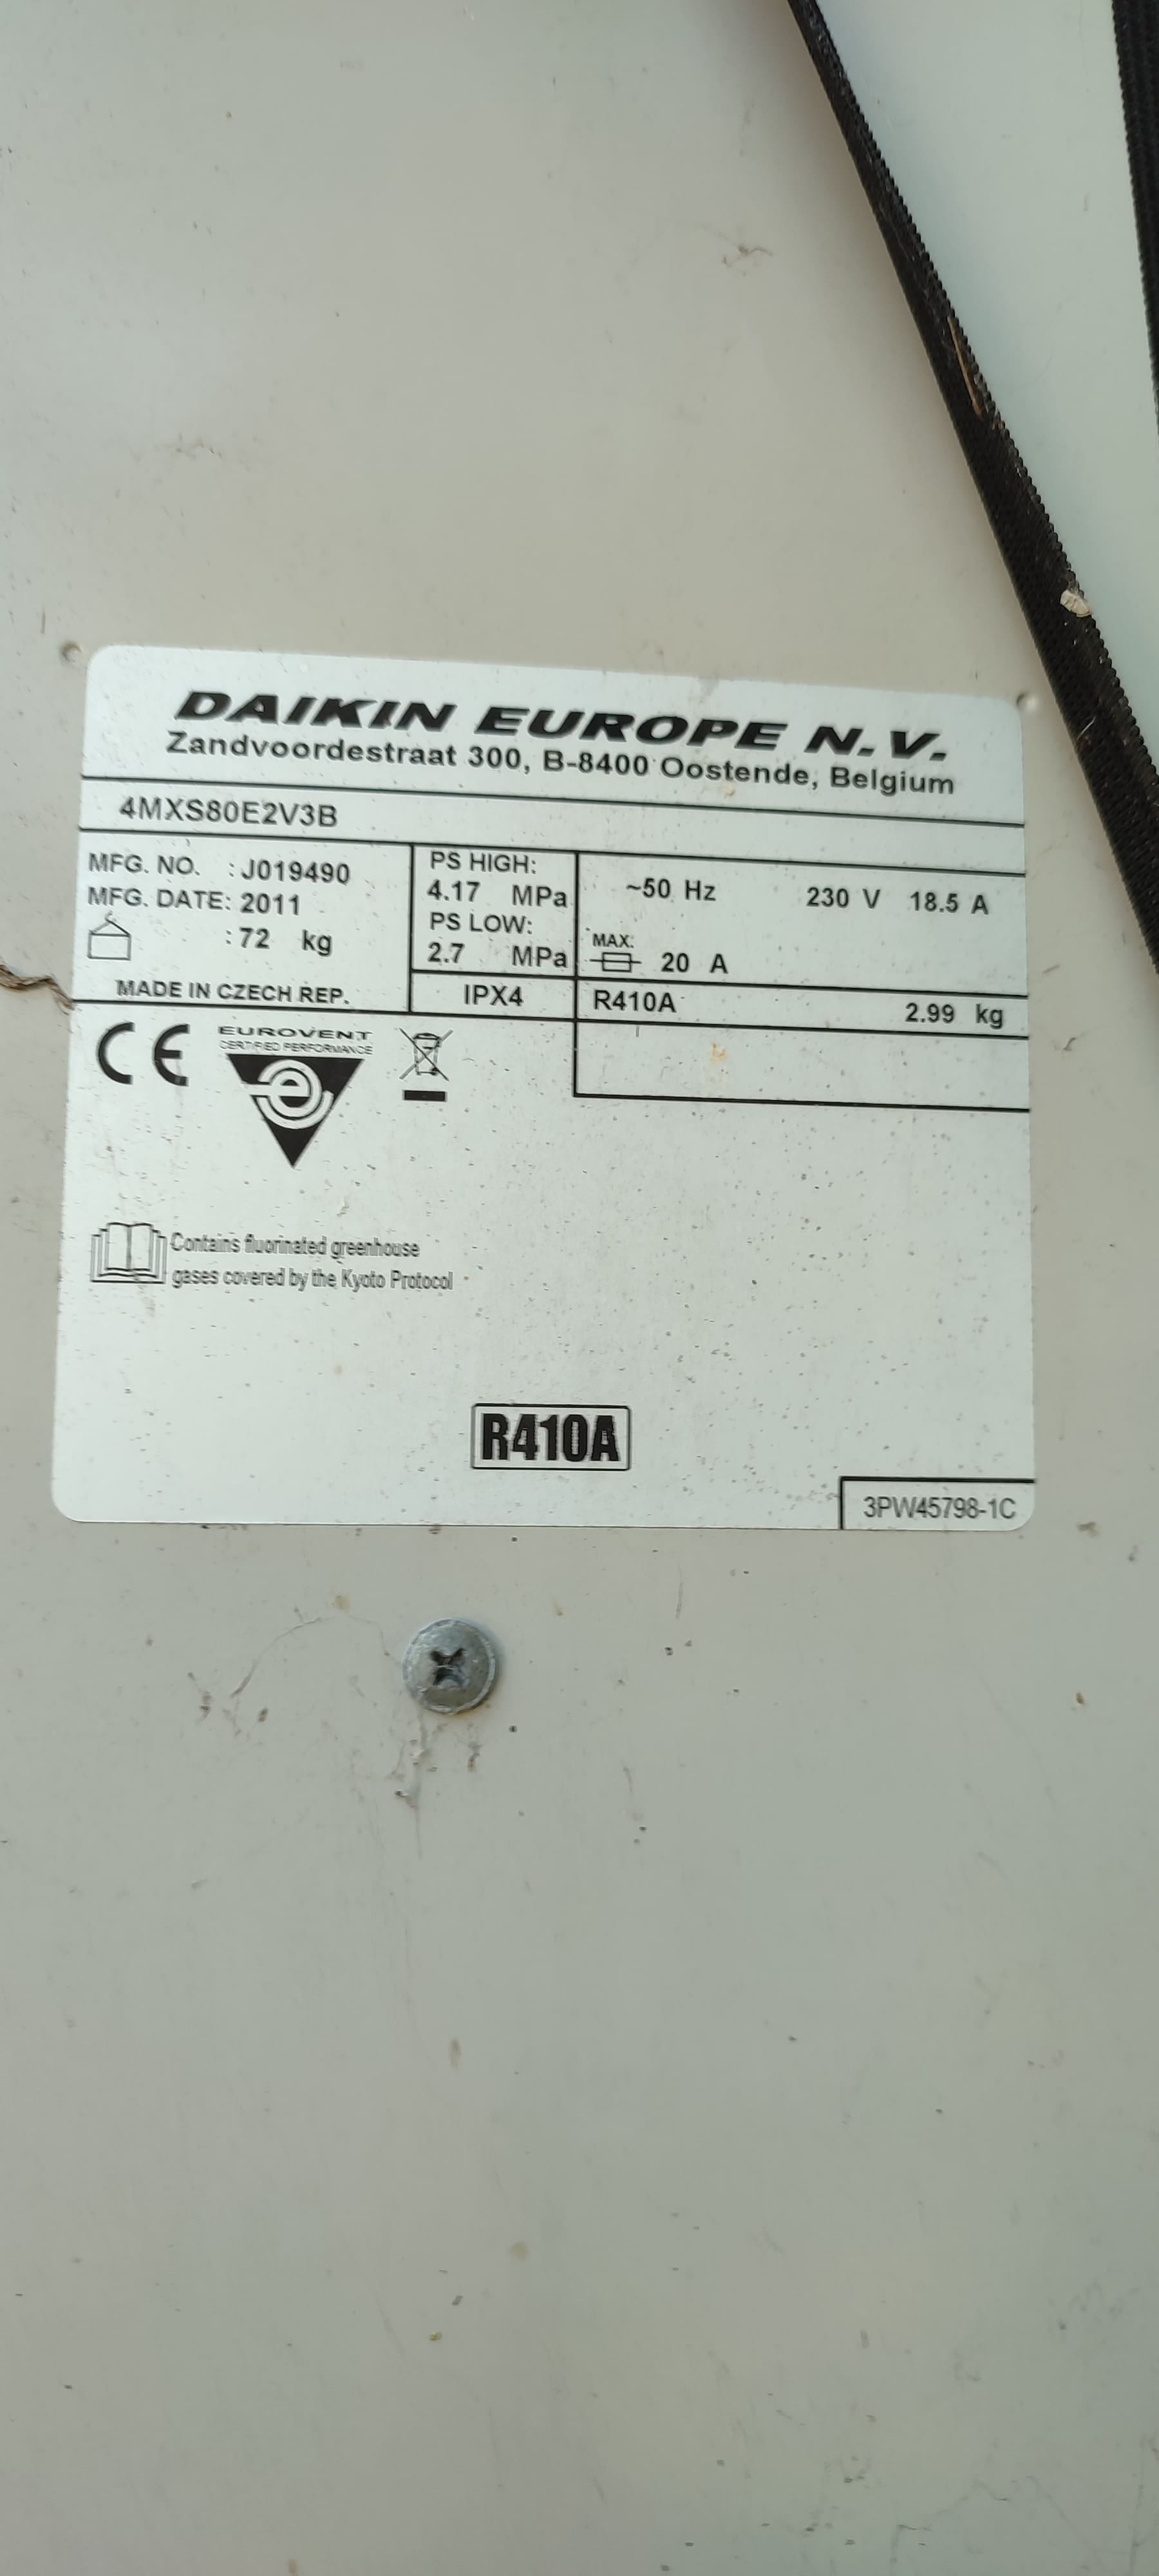 DAIKIN EUROPE N.V.
Zandvoordestraat 300, B-8400 Oostende, Belgium
4MXS80E2V3B
MFG. NO. : J019490
MFG. DATE: 2011
: 72 kg
MADE IN CZECH REP.
PS HIGH:
4.17 MPa
PS LOW:
2.7 MPa
IPX4
~50 Hz 230 V 18.5 A
MAX.
20 A
R410A 2.99 kg
CE
EUROVENT
CERTIFIED PERFORMANCE
e
Contains fluorinated greenhouse
gases covered by the Kyoto Protocol
R410A
3PW45798-1C